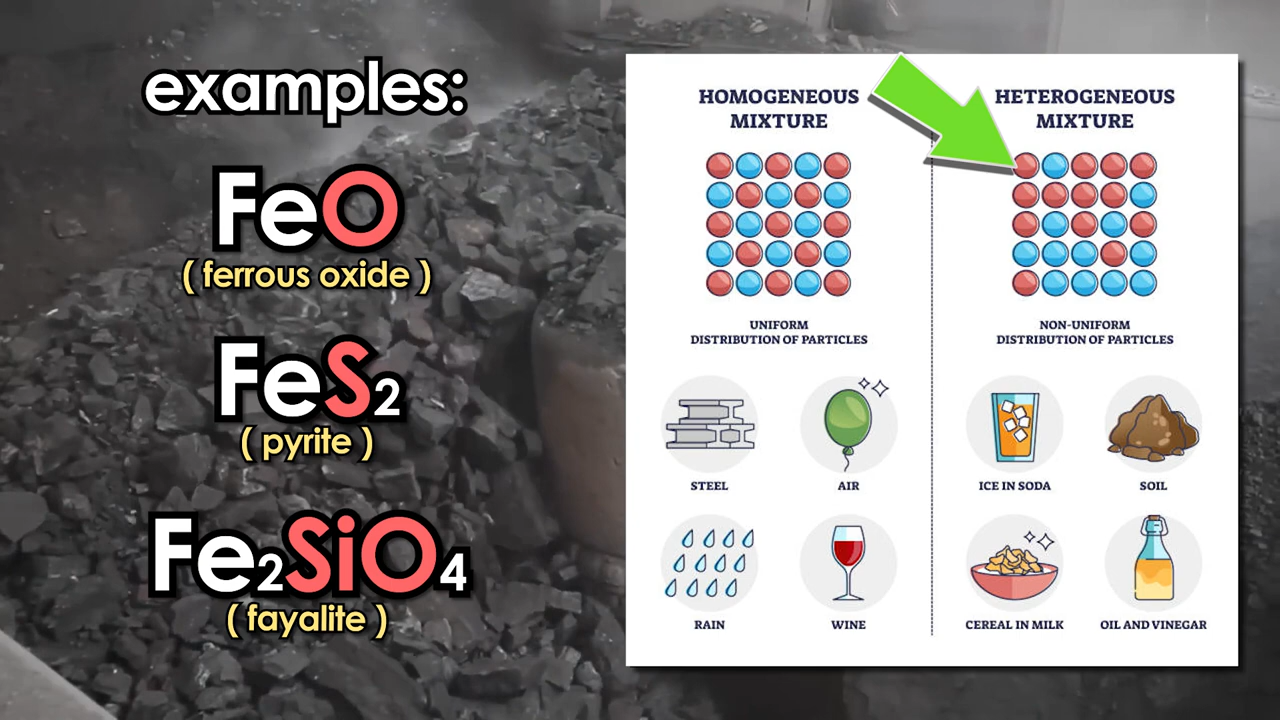 examples:
FeO
( ferrous oxide )
FeS₂
( pyrite )
Fe₂SiO₄
( fayalite )
HOMOGENEOUS
MIXTURE
UNIFORM
DISTRIBUTION OF PARTICLES
STEEL
AIR
RAIN
WINE
HETEROGENEOUS
MIXTURE
NON-UNIFORM
DISTRIBUTION OF PARTICLES
ICE IN SODA
SOIL
CEREAL IN MILK
OIL AND VINEGAR